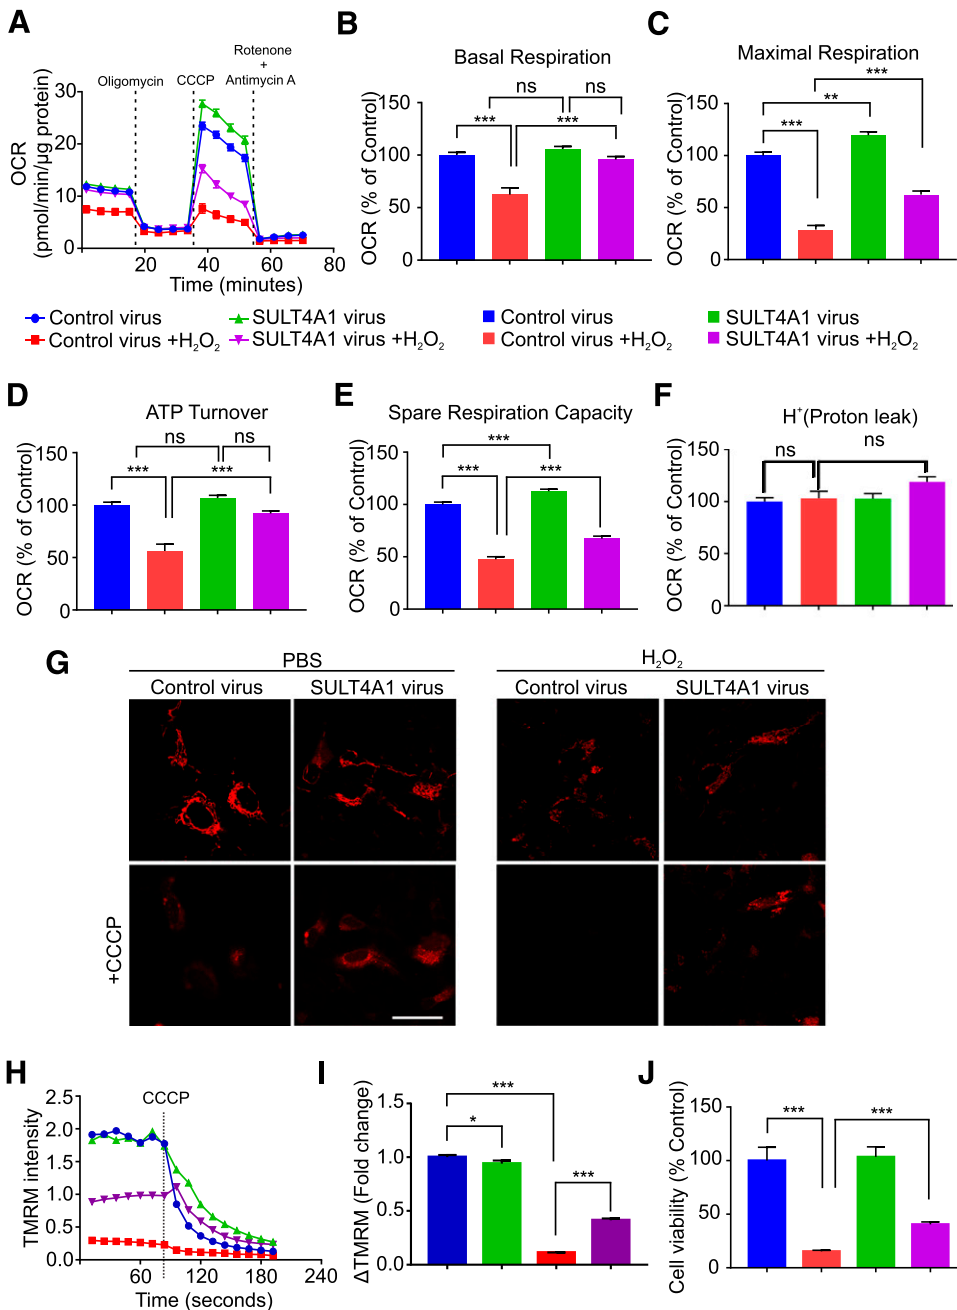 A
Rotenone
+
Oligomycin CCCP Antimycin A
OCR
(pmol/min/µg protein)
30
20
10
0
20 40 60 80
Time (minutes)
B
Basal Respiration
ns ns
*** ***
OCR (% of Control)
150
100
50
0
C
Maximal Respiration
***
**
***
OCR (% of Control)
150
100
50
0
Control virus SULT4A1 virus
Control virus +H₂O₂ SULT4A1 virus +H₂O₂
Control virus SULT4A1 virus
Control virus +H₂O₂ SULT4A1 virus +H₂O₂
D
ATP Turnover
ns ns
*** ***
OCR (% of Control)
150
100
50
0
E
Spare Respiration Capacity
***
*** ***
OCR (% of Control)
150
100
50
0
F
H⁺(Proton leak)
ns ns
OCR (% of Control)
150
100
50
0
G
PBS H₂O₂
Control virus SULT4A1 virus Control virus SULT4A1 virus
+CCCP
H
CCCP
TMRM intensity
2.5
2.0
1.5
1.0
0.5
0.0
60 120 180 240
Time (seconds)
I
***
*
***
ΔTMRM (Fold change)
1.5
1.0
0.5
0.0
J
*** ***
Cell viability (% Control)
150
100
50
0